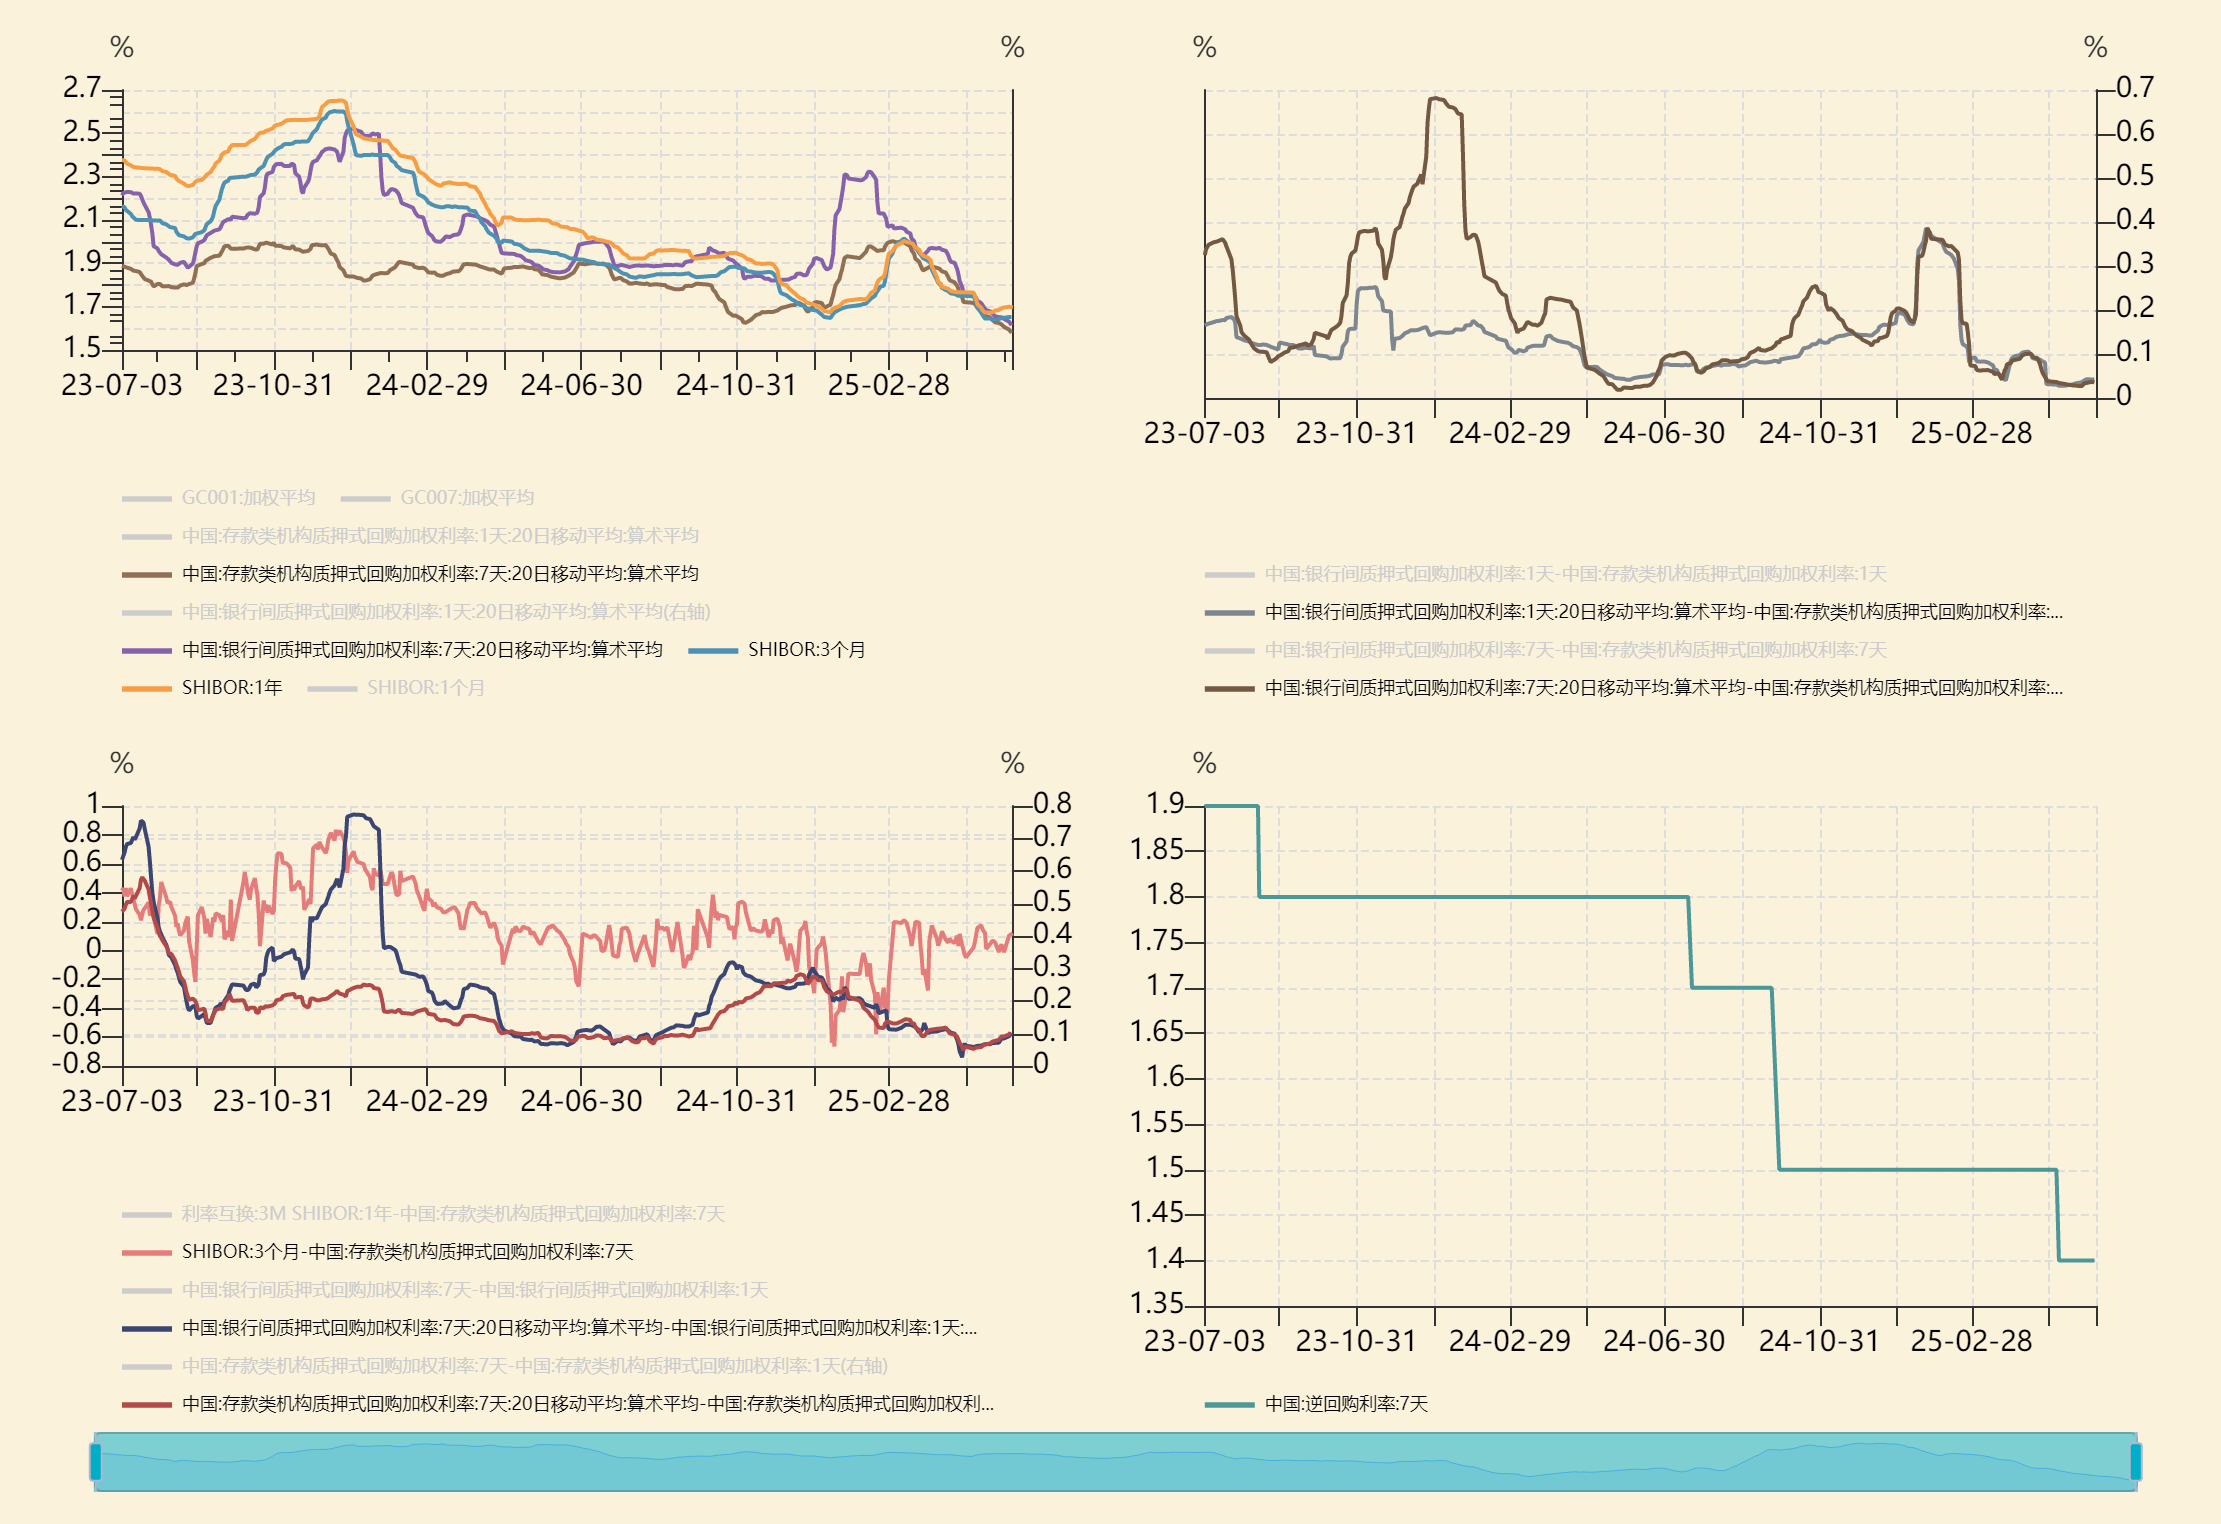 % % % %
2.7
2.5
2.3
2.1
1.9
1.7
1.5
23-07-03 23-10-31 24-02-29 24-06-30 24-10-31 25-02-28
0.7
0.6
0.5
0.4
0.3
0.2
0.1
0
23-07-03 23-10-31 24-02-29 24-06-30 24-10-31 25-02-28
GC001:加权平均 GC007:加权平均
中国:存款类机构质押式回购加权利率:1天:20日移动平均:算术平均
中国:存款类机构质押式回购加权利率:7天:20日移动平均:算术平均
中国:银行间质押式回购加权利率:1天:20日移动平均:算术平均(右轴)
中国:银行间质押式回购加权利率:7天:20日移动平均:算术平均 SHIBOR:3个月
SHIBOR:1年 SHIBOR:1个月
中国:银行间质押式回购加权利率:1天-中国:存款类机构质押式回购加权利率:1天
中国:银行间质押式回购加权利率:1天:20日移动平均:算术平均-中国:存款类机构质押式回购加权利率:...
中国:银行间质押式回购加权利率:7天-中国:存款类机构质押式回购加权利率:7天
中国:银行间质押式回购加权利率:7天:20日移动平均:算术平均-中国:存款类机构质押式回购加权利率:...
% % %
1
0.8
0.6
0.4
0.2
0
-0.2
-0.4
-0.6
-0.8
0.8
0.7
0.6
0.5
0.4
0.3
0.2
0.1
0
23-07-03 23-10-31 24-02-29 24-06-30 24-10-31 25-02-28
1.9
1.85
1.8
1.75
1.7
1.65
1.6
1.55
1.5
1.45
1.4
1.35
23-07-03 23-10-31 24-02-29 24-06-30 24-10-31 25-02-28
利率互换:3M SHIBOR:1年-中国:存款类机构质押式回购加权利率:7天
SHIBOR:3个月-中国:存款类机构质押式回购加权利率:7天
中国:银行间质押式回购加权利率:7天-中国:银行间质押式回购加权利率:1天
中国:银行间质押式回购加权利率:7天:20日移动平均:算术平均-中国:银行间质押式回购加权利率:1天:...
中国:存款类机构质押式回购加权利率:7天-中国:存款类机构质押式回购加权利率:1天(右轴)
中国:存款类机构质押式回购加权利率:7天:20日移动平均:算术平均-中国:存款类机构质押式回购加权利...
中国:逆回购利率:7天